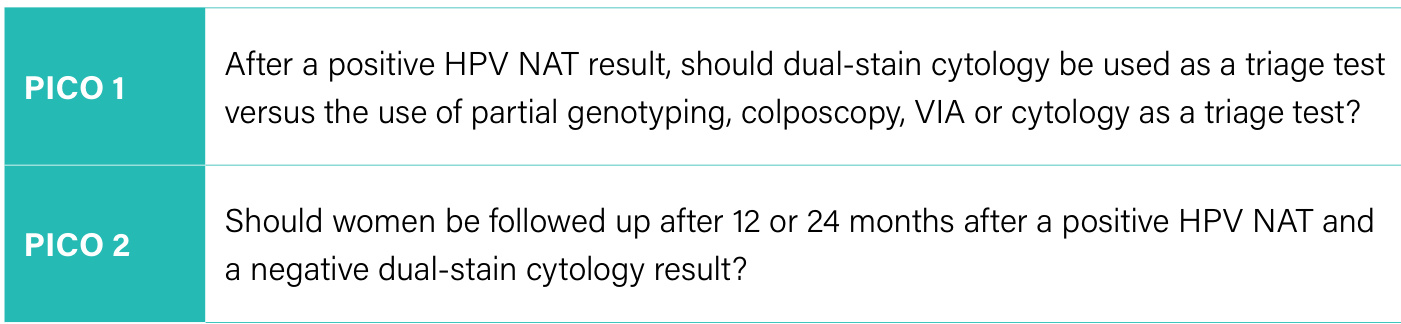 PICO 1
After a positive HPV NAT result, should dual-stain cytology be used as a triage test
versus the use of partial genotyping, colposcopy, VIA or cytology as a triage test?
PICO 2
Should women be followed up after 12 or 24 months after a positive HPV NAT and
a negative dual-stain cytology result?